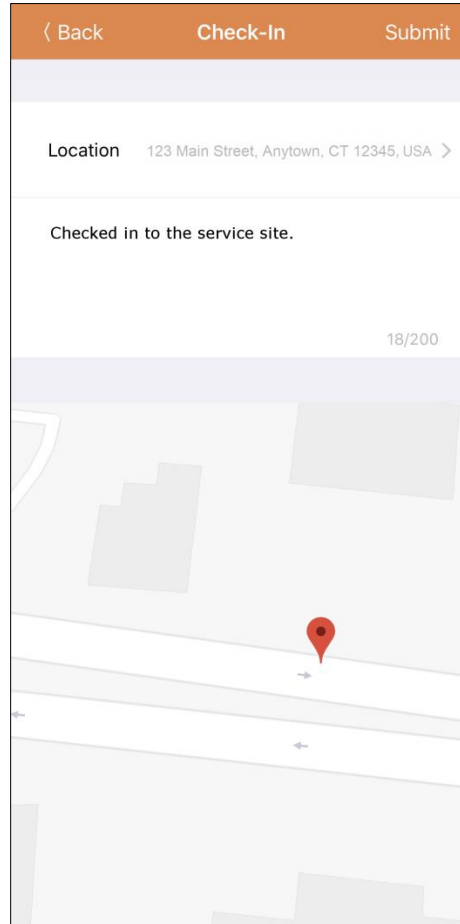 〈 Back Check-In Submit
Location 123 Main Street, Anytown, CT 12345, USA >
Checked in to the service site.
18/200